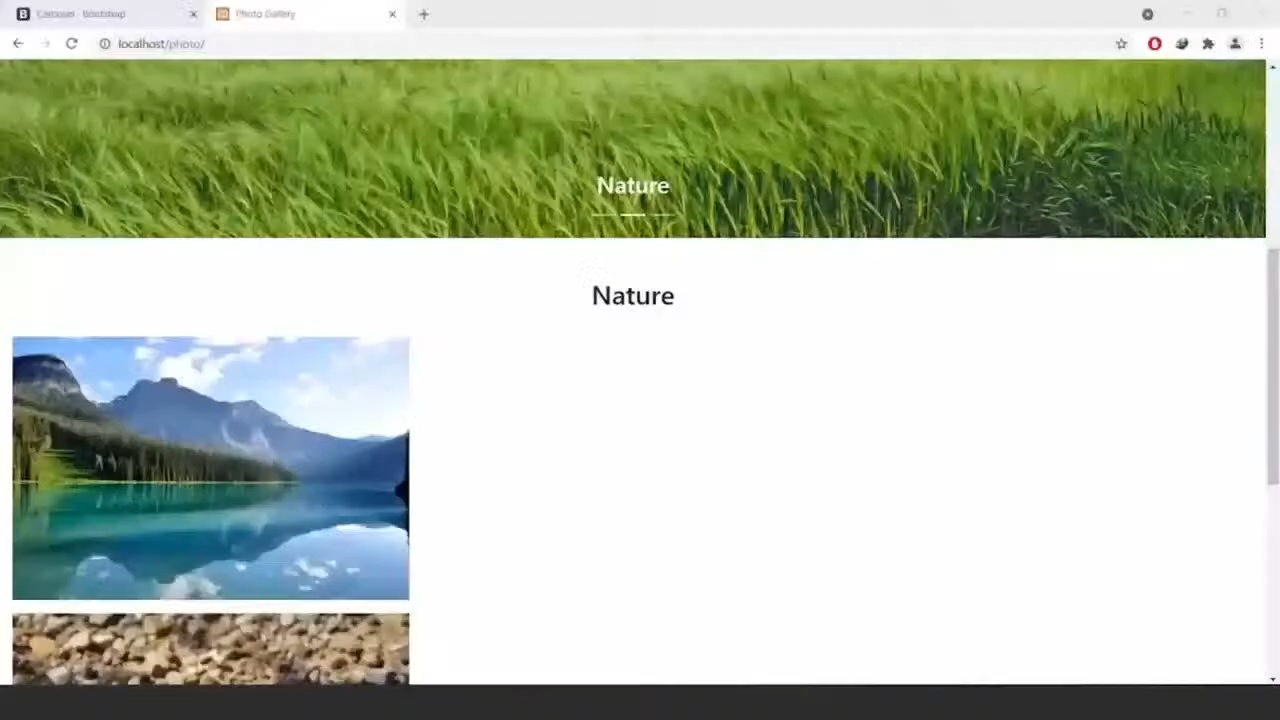 Carousel · Bootstrap
Photo Gallery
localhost/photo/
Nature
Nature